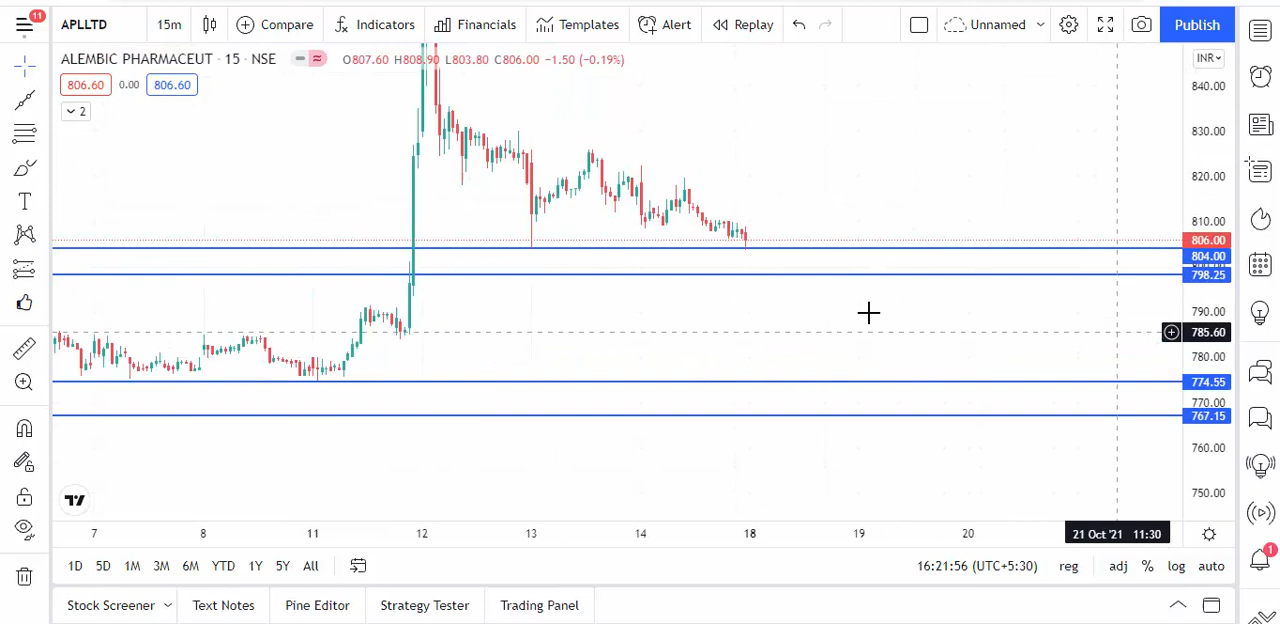 11
APLLTD 15m Compare Indicators Financials Templates Alert Replay Unnamed Publish
ALEMBIC PHARMACEUT · 15 · NSE O807.60 H808.90 L803.80 C806.00 −1.50 (−0.19%)
INR
806.60 0.00 806.60
840.00
2
830.00
820.00
810.00
806.00
804.00
798.25
790.00
785.60
780.00
774.55
770.00
767.15
760.00
750.00
7 8 11 12 13 14 18 19 20 21 Oct '21 11:30
1D 5D 1M 3M 6M YTD 1Y 5Y All 16:21:56 (UTC+5:30) reg adj % log auto
1
Stock Screener Text Notes Pine Editor Strategy Tester Trading Panel